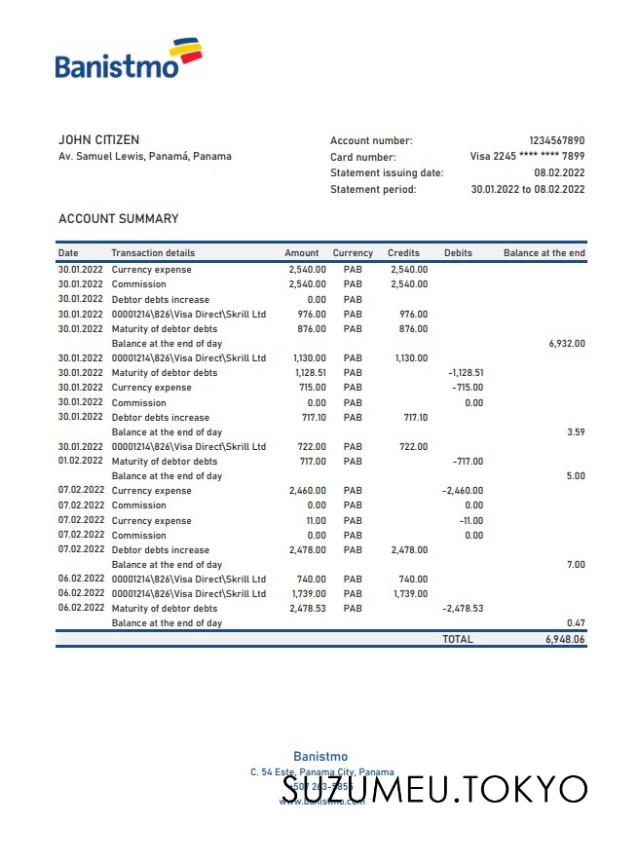 Banistmo
JOHN CITIZEN
Av. Samuel Lewis, Panamá, Panama
Account number: 1234567890
Card number: Visa 2245 **** **** 7899
Statement issuing date: 08.02.2022
Statement period: 30.01.2022 to 08.02.2022
ACCOUNT SUMMARY
Date Transaction details Amount Currency Credits Debits Balance at the end
30.01.2022 Currency expense 2,540.00 PAB 2,540.00
30.01.2022 Commission 2,540.00 PAB 2,540.00
30.01.2022 Debtor debts increase 0.00 PAB
30.01.2022 00001214\826\Visa Direct\Skrill Ltd 976.00 PAB 976.00
30.01.2022 Maturity of debtor debts 876.00 PAB 876.00
Balance at the end of day 6,932.00
30.01.2022 00001214\826\Visa Direct\Skrill Ltd 1,130.00 PAB 1,130.00
30.01.2022 Maturity of debtor debts 1,128.51 PAB -1,128.51
30.01.2022 Currency expense 715.00 PAB -715.00
30.01.2022 Commission 0.00 PAB 0.00
30.01.2022 Debtor debts increase 717.10 PAB 717.10
Balance at the end of day 3.59
30.01.2022 00001214\826\Visa Direct\Skrill Ltd 722.00 PAB 722.00
01.02.2022 Maturity of debtor debts 717.00 PAB -717.00
Balance at the end of day 5.00
07.02.2022 Currency expense 2,460.00 PAB -2,460.00
07.02.2022 Commission 0.00 PAB 0.00
07.02.2022 Currency expense 11.00 PAB -11.00
07.02.2022 Commission 0.00 PAB 0.00
07.02.2022 Debtor debts increase 2,478.00 PAB 2,478.00
Balance at the end of day 7.00
06.02.2022 00001214\826\Visa Direct\Skrill Ltd 740.00 PAB 740.00
06.02.2022 00001214\826\Visa Direct\Skrill Ltd 1,739.00 PAB 1,739.00
06.02.2022 Maturity of debtor debts 2,478.53 PAB -2,478.53
Balance at the end of day 0.47
TOTAL 6,948.06
Banistmo
C. 54 Este, Panama City, Panama
+507 263-5855
www.banistmo.com
SUZUMEU.TOKYO